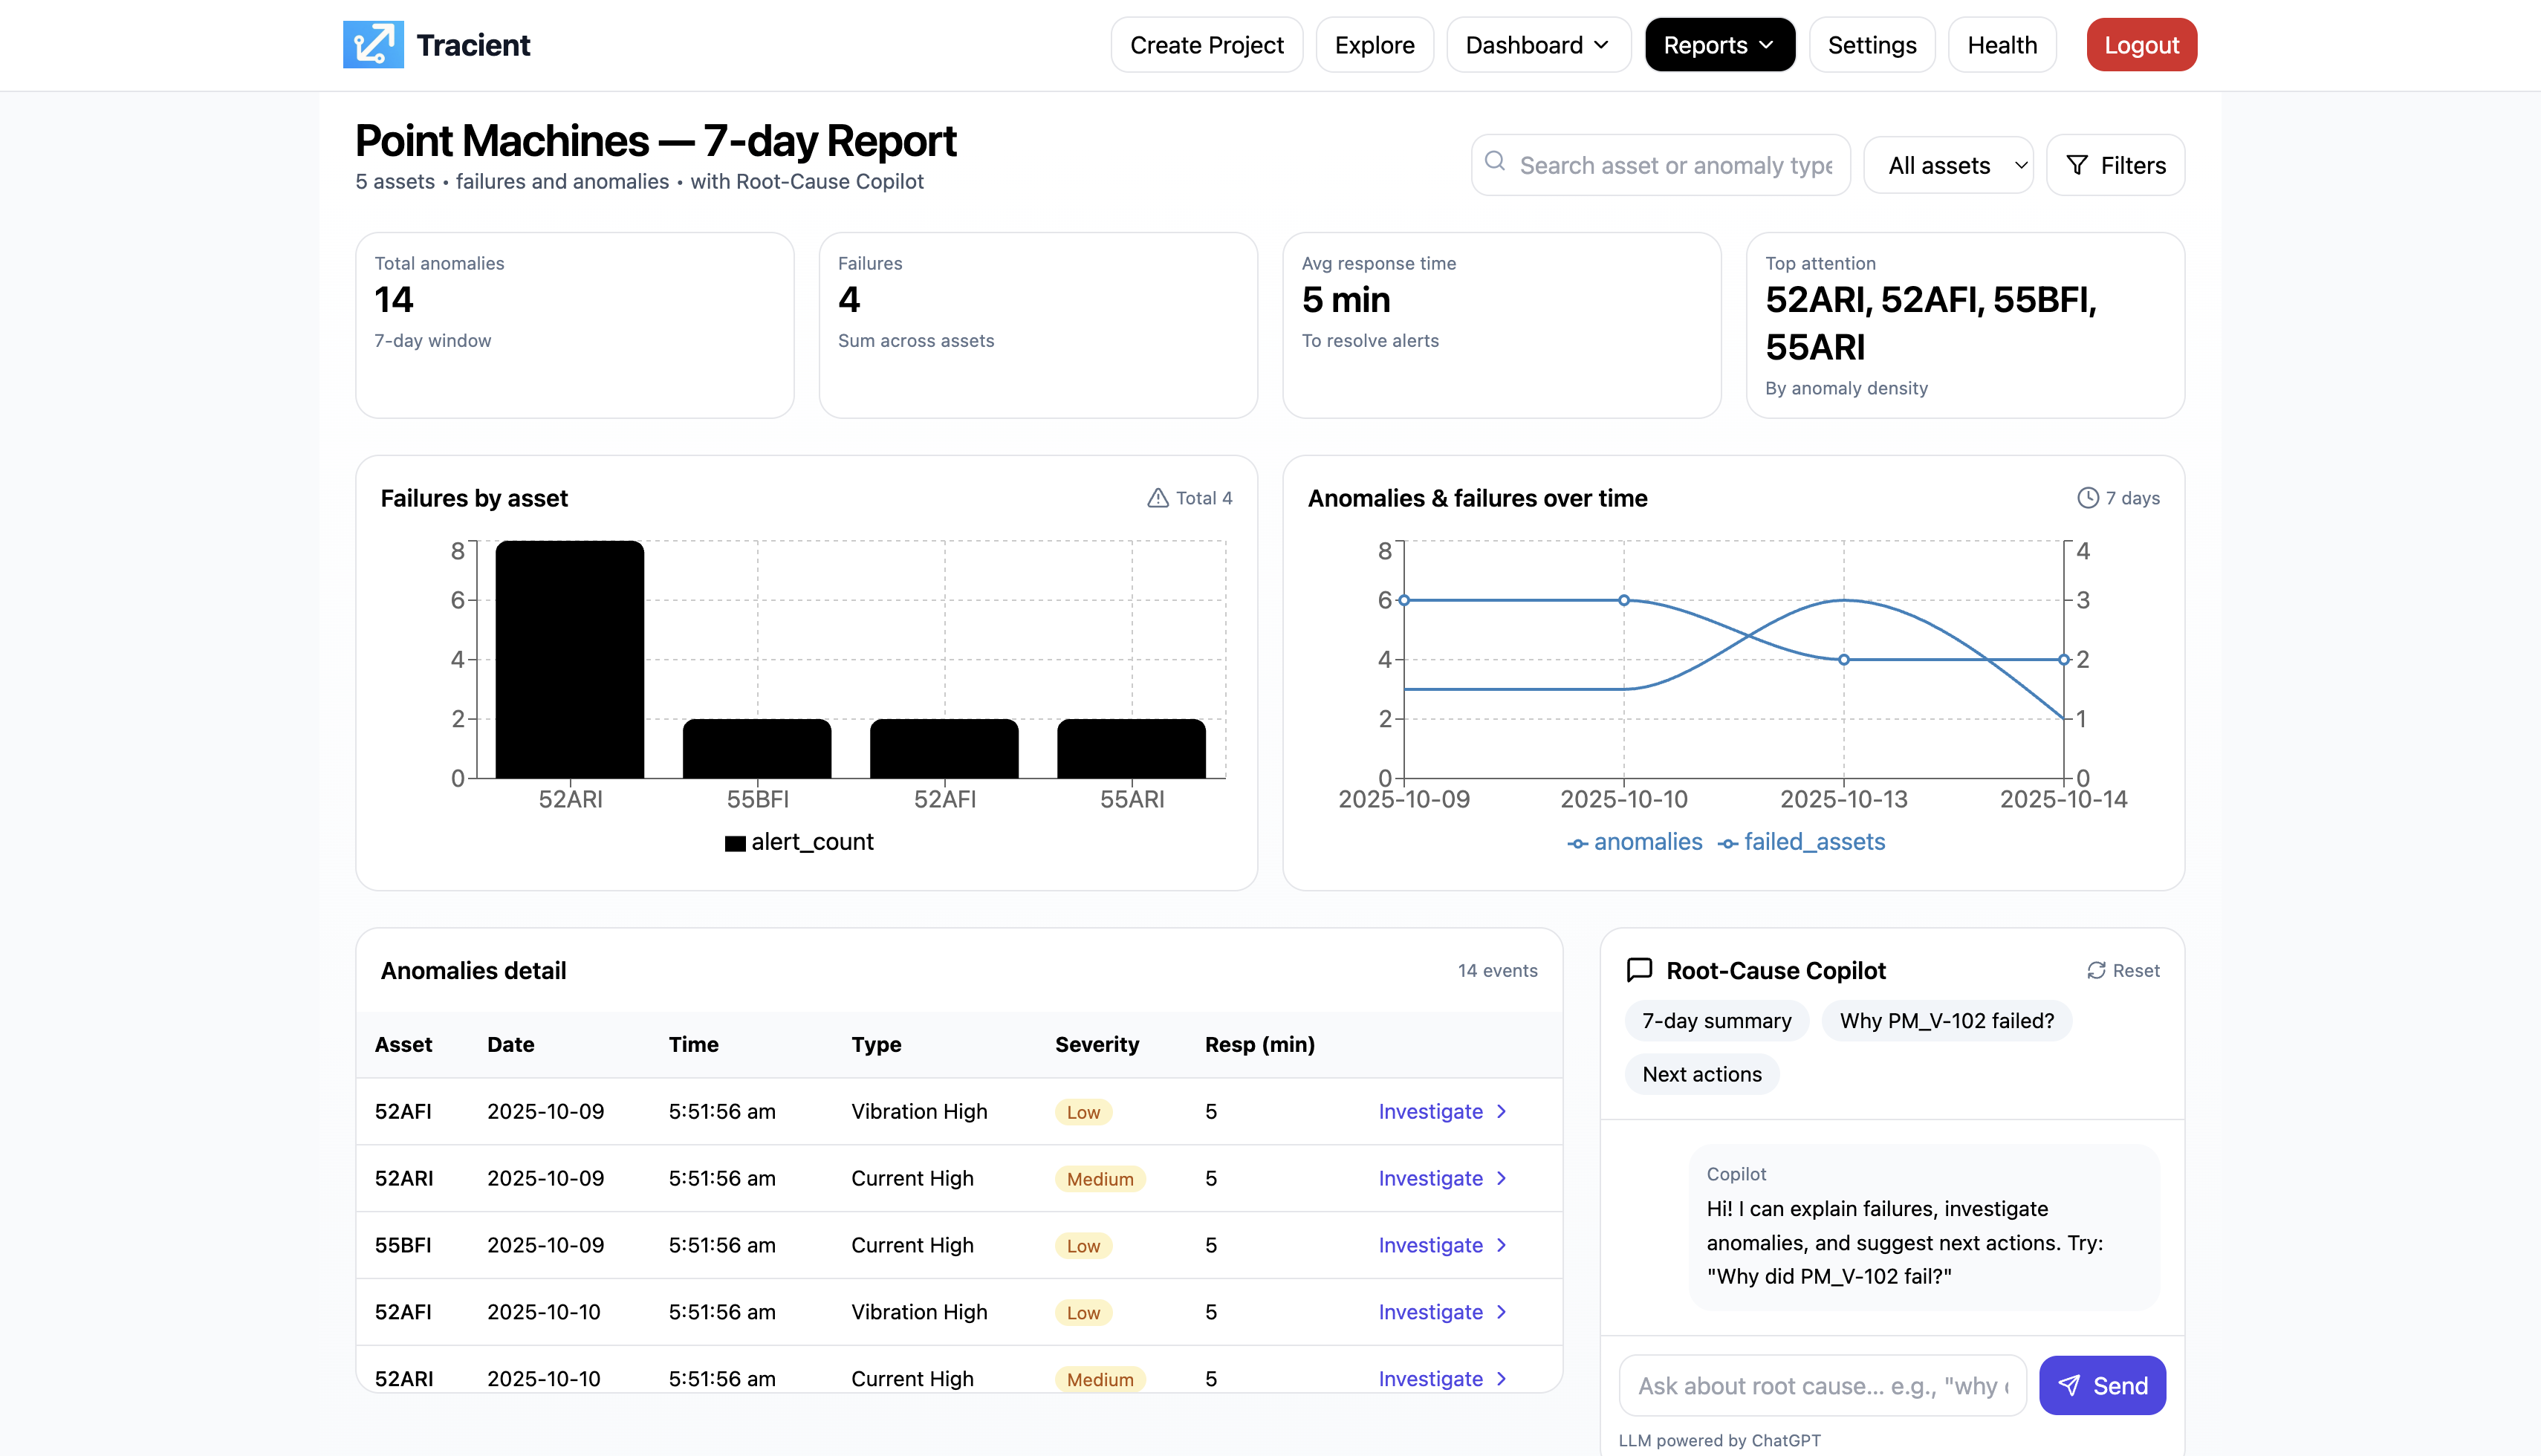 Tracient
Create Project
Explore
Dashboard
Reports
Settings
Health
Logout
Point Machines — 7-day Report
5 assets • failures and anomalies • with Root-Cause Copilot
Search asset or anomaly type
All assets
Filters
Total anomalies
14
7-day window
Failures
4
Sum across assets
Avg response time
5 min
To resolve alerts
Top attention
52ARI, 52AFI, 55BFI,
55ARI
By anomaly density
Failures by asset
Total 4
8
6
4
2
0
52ARI 55BFI 52AFI 55ARI
alert_count
Anomalies & failures over time
7 days
8 4
6 3
4 2
2 1
0 0
2025-10-09 2025-10-10 2025-10-13 2025-10-14
anomalies failed_assets
Anomalies detail
14 events
Asset Date Time Type Severity Resp (min)
52AFI 2025-10-09 5:51:56 am Vibration High Low 5 Investigate
52ARI 2025-10-09 5:51:56 am Current High Medium 5 Investigate
55BFI 2025-10-09 5:51:56 am Current High Low 5 Investigate
52AFI 2025-10-10 5:51:56 am Vibration High Low 5 Investigate
52ARI 2025-10-10 5:51:56 am Current High Medium 5 Investigate
Root-Cause Copilot
Reset
7-day summary
Why PM_V-102 failed?
Next actions
Copilot
Hi! I can explain failures, investigate
anomalies, and suggest next actions. Try:
"Why did PM_V-102 fail?"
Ask about root cause... e.g., "why
Send
LLM powered by ChatGPT